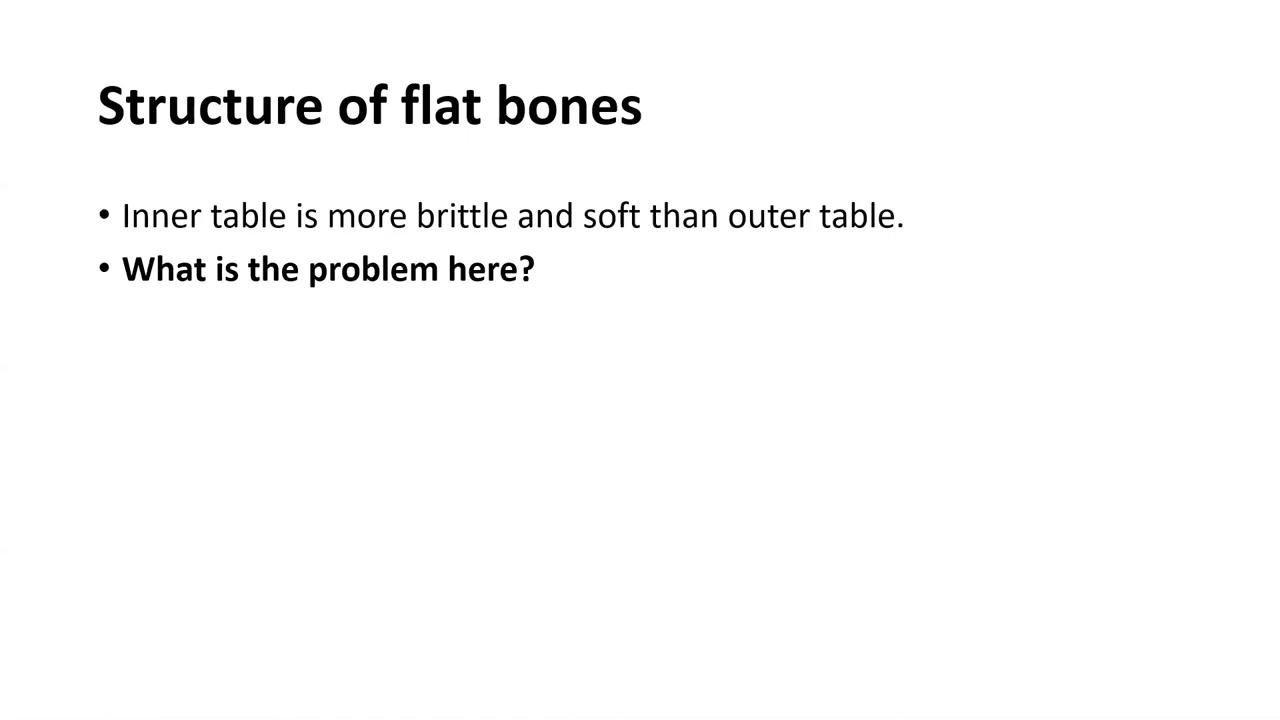 Structure of flat bones
• Inner table is more brittle and soft than outer table.
• What is the problem here?